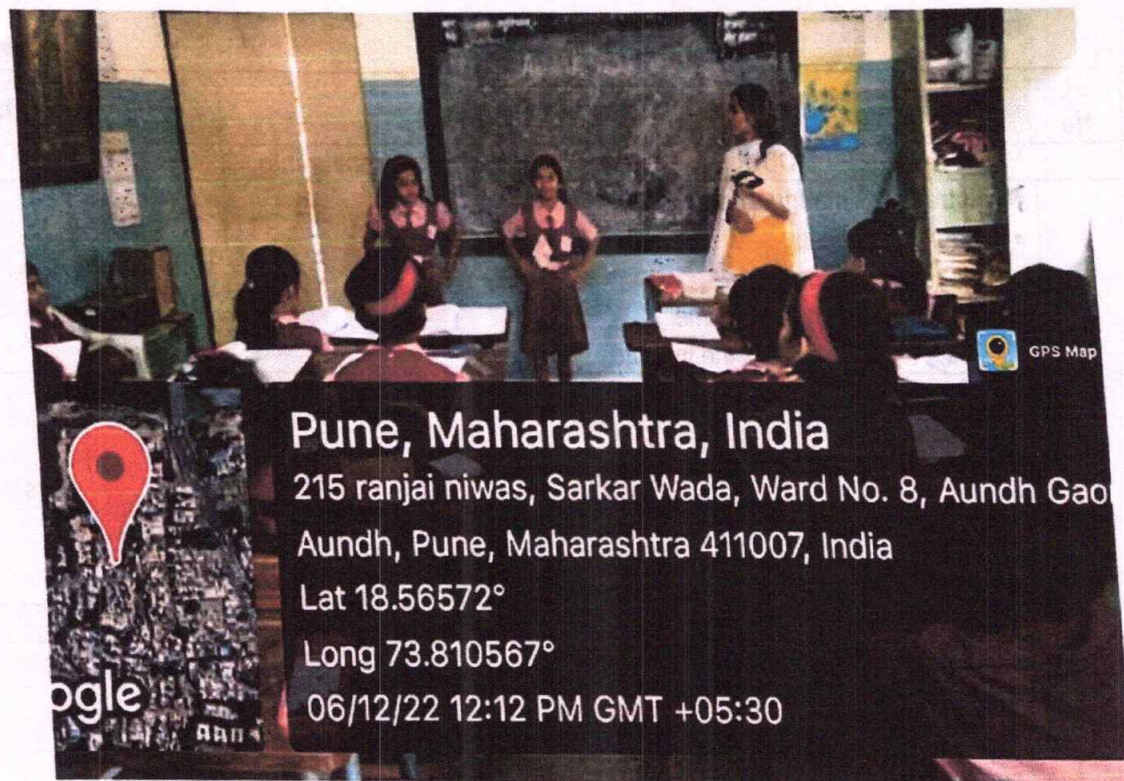 GPS Map
Pune, Maharashtra, India
215 ranjai niwas, Sarkar Wada, Ward No. 8, Aundh Gao
Aundh, Pune, Maharashtra 411007, India
Lat 18.56572°
Long 73.810567°
06/12/22 12:12 PM GMT +05:30
ogle